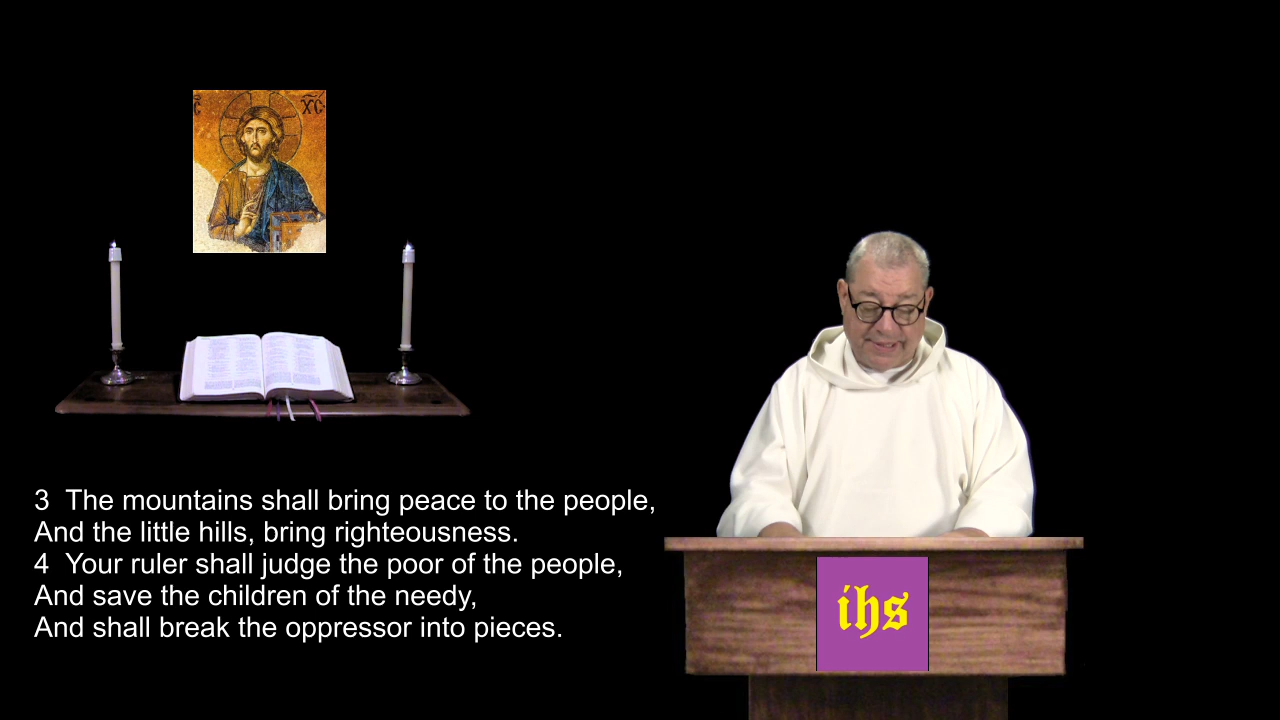 XC
3 The mountains shall bring peace to the people,
And the little hills, bring righteousness.
4 Your ruler shall judge the poor of the people,
And save the children of the needy,
And shall break the oppressor into pieces.
ihs